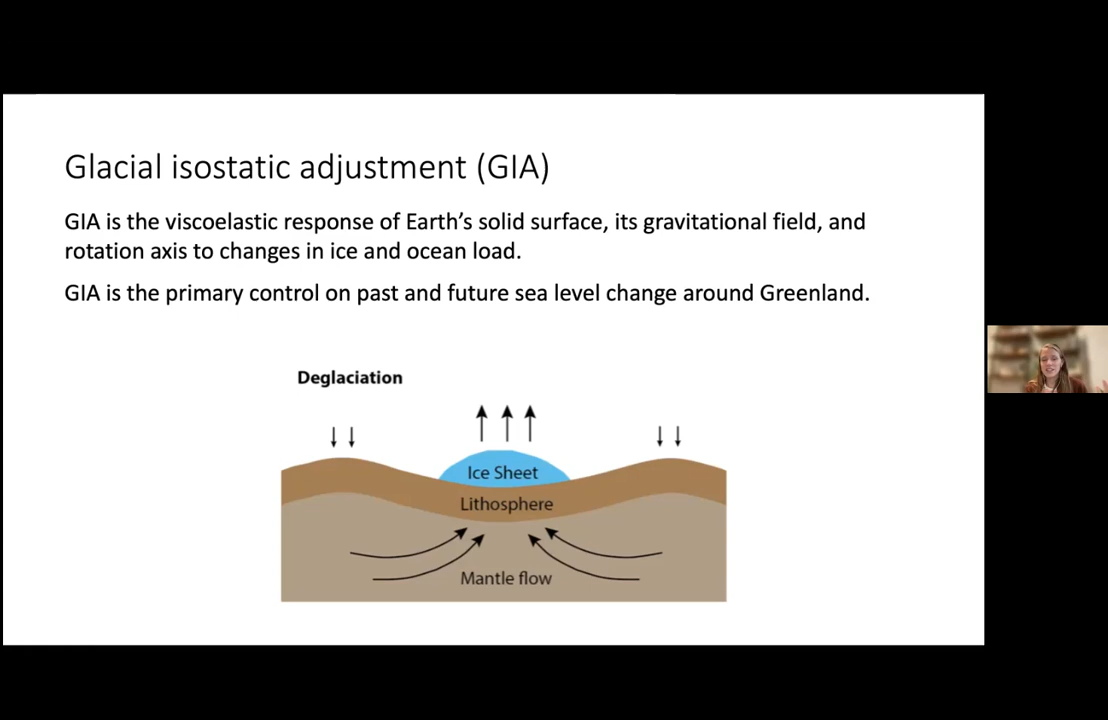 Glacial isostatic adjustment (GIA)
GIA is the viscoelastic response of Earth’s solid surface, its gravitational field, and
rotation axis to changes in ice and ocean load.
GIA is the primary control on past and future sea level change around Greenland.
Deglaciation
Ice Sheet
Lithosphere
Mantle flow